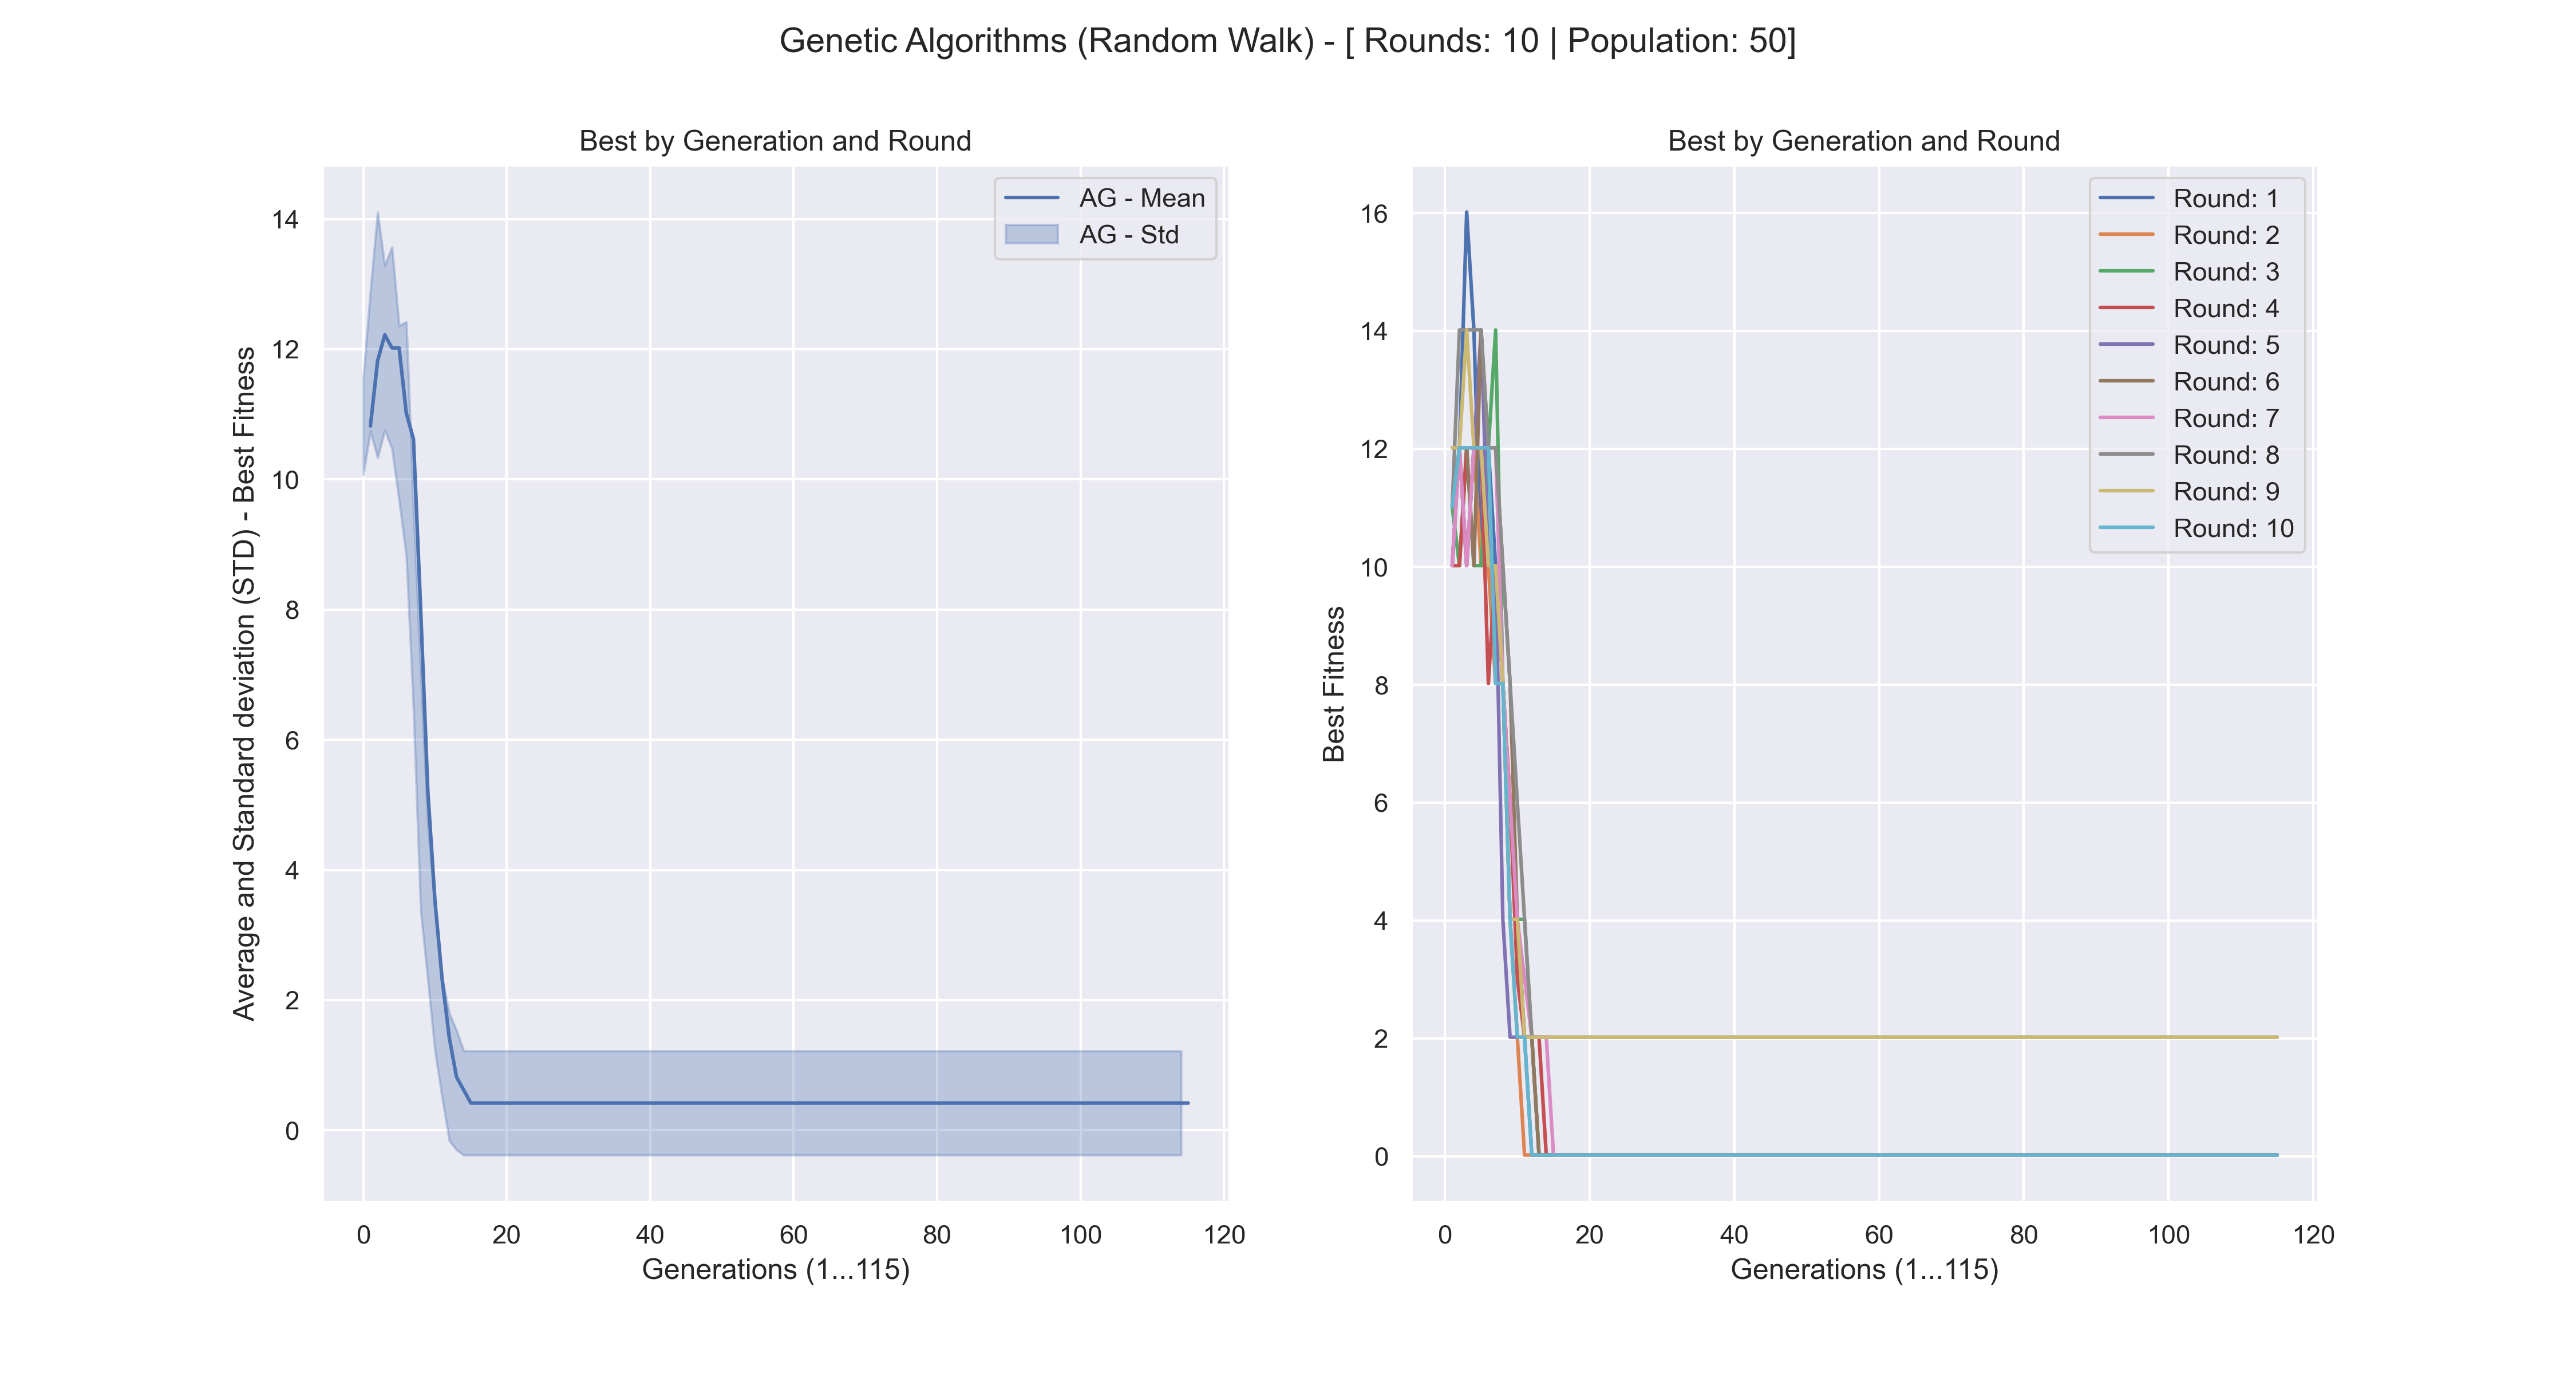 Genetic Algorithms (Random Walk) - [ Rounds: 10 | Population: 50]
Best by Generation and Round
AG - Mean
AG - Std
Average and Standard deviation (STD) - Best Fitness
14
12
10
8
6
4
2
0
0 20 40 60 80 100 120
Generations (1...115)
Best by Generation and Round
Round: 1
Round: 2
Round: 3
Round: 4
Round: 5
Round: 6
Round: 7
Round: 8
Round: 9
Round: 10
Best Fitness
16
14
12
10
8
6
4
2
0
0 20 40 60 80 100 120
Generations (1...115)